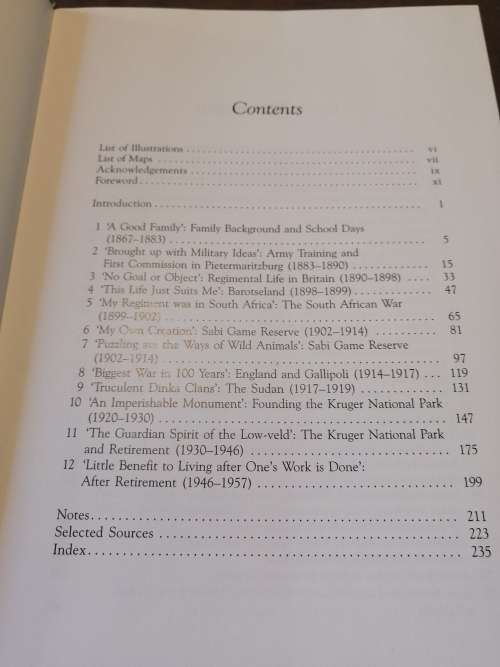 Contents
List of Illustrations ........................................ vi
List of Maps ........................................ vii
Acknowledgements ........................................ ix
Foreword ........................................ xi
Introduction ........................................ 1
1 'A Good Family': Family Background and School Days
(1867–1883) ........................................ 5
2 'Brought up with Military Ideas': Army Training and
First Commission in Pietermaritzburg (1883–1890) ........... 15
3 'No Goal or Object': Regimental Life in Britain (1890–1898) .... 33
4 'This Life Just Suits Me': Barotseland (1898–1899) ............ 47
5 'My Regiment was in South Africa': The South African War
(1899–1902) ........................................ 65
6 'My Own Creation': Sabi Game Reserve (1902–1914) .......... 81
7 'Puzzling out the Ways of Wild Animals': Sabi Game Reserve
(1902–1914) ........................................ 97
8 'Biggest War in 100 Years': England and Gallipoli (1914–1917) ... 119
9 'Truculent Dinka Clans': The Sudan (1917–1919) ............ 131
10 'An Imperishable Monument': Founding the Kruger National Park
(1920–1930) ........................................ 147
11 'The Guardian Spirit of the Low-veld': The Kruger National Park
and Retirement (1930–1946) ............................ 175
12 'Little Benefit to Living after One's Work is Done':
After Retirement (1946–1957) ............................ 199
Notes ........................................ 211
Selected Sources ........................................ 223
Index ........................................ 235